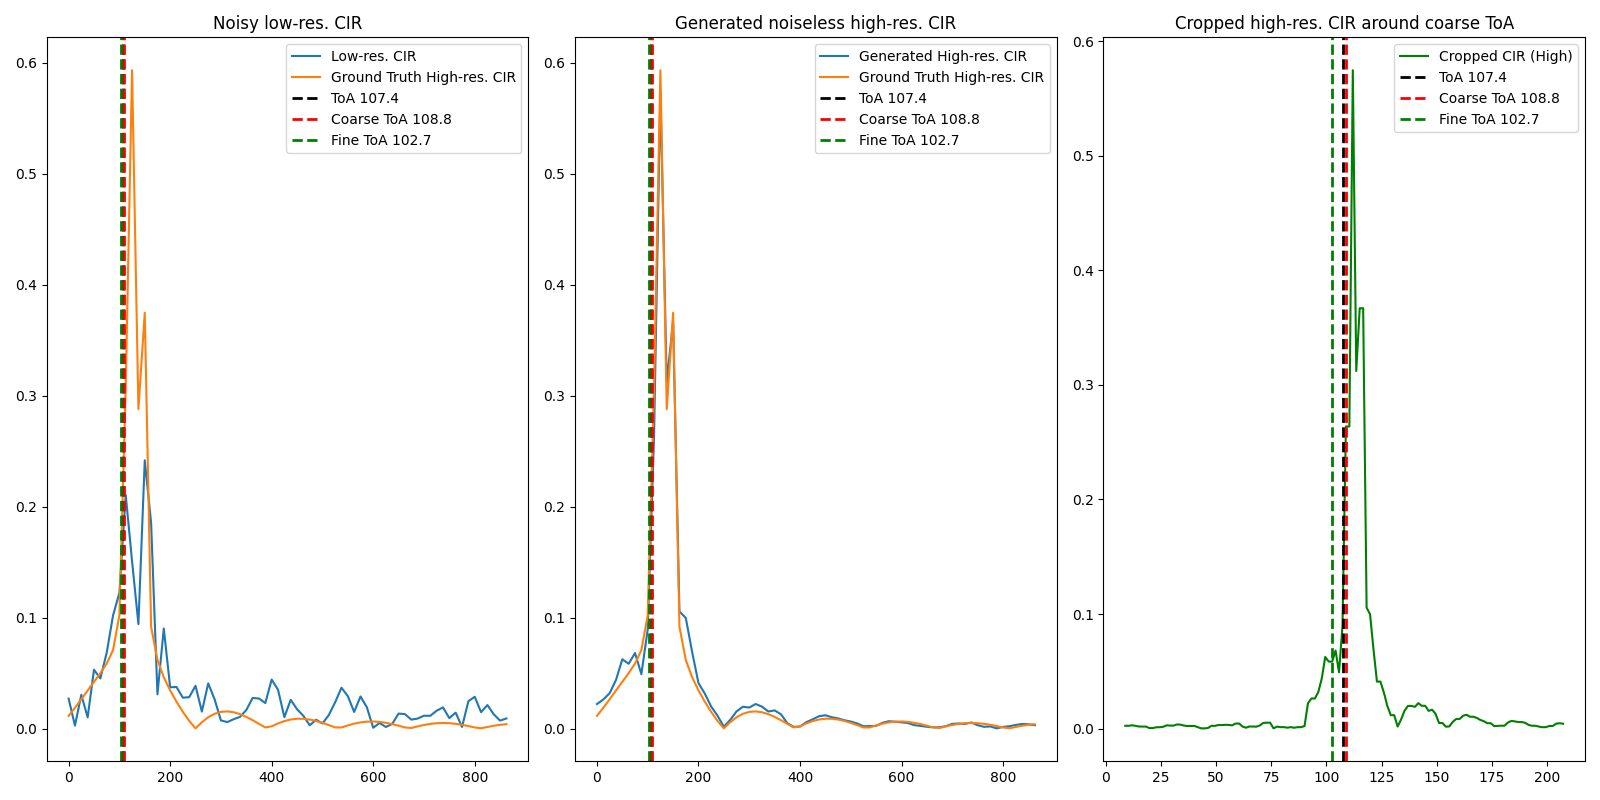 Noisy low-res. CIR
Low-res. CIR
Ground Truth High-res. CIR
ToA 107.4
Coarse ToA 108.8
Fine ToA 102.7
0.6
0.5
0.4
0.3
0.2
0.1
0.0
0 200 400 600 800
Generated noiseless high-res. CIR
Generated High-res. CIR
Ground Truth High-res. CIR
ToA 107.4
Coarse ToA 108.8
Fine ToA 102.7
0.6
0.5
0.4
0.3
0.2
0.1
0.0
0 200 400 600 800
Cropped high-res. CIR around coarse ToA
Cropped CIR (High)
ToA 107.4
Coarse ToA 108.8
Fine ToA 102.7
0.6
0.5
0.4
0.3
0.2
0.1
0.0
0 25 50 75 100 125 150 175 200